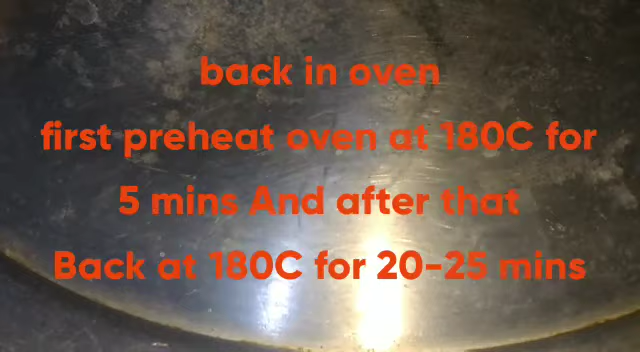 back in oven
first preheat oven at 180C for
5 mins And after that
Back at 180C for 20-25 mins